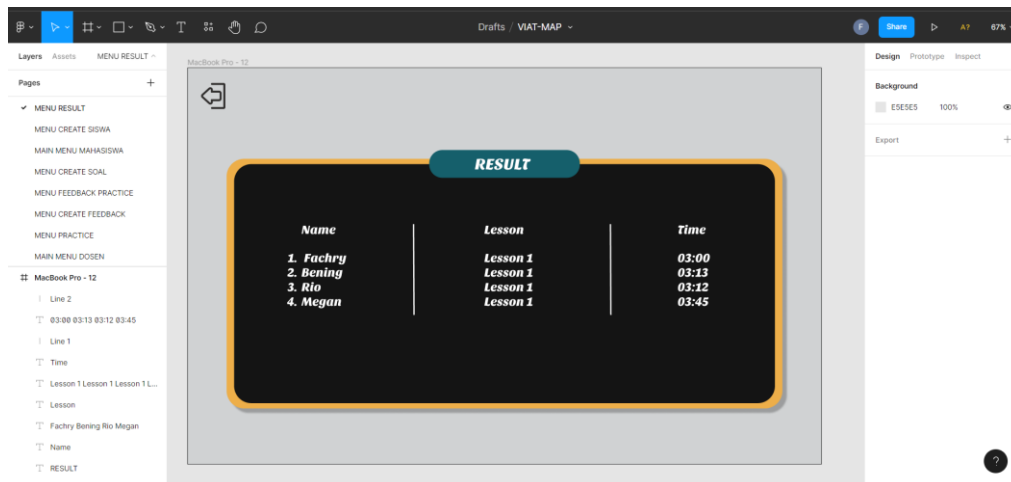 Drafts / VIAT-MAP
F
Share
A?
67%
Layers Assets MENU RESULT
Pages
MENU RESULT
MENU CREATE SISWA
MAIN MENU MAHASISWA
MENU CREATE SOAL
MENU FEEDBACK PRACTICE
MENU CREATE FEEDBACK
MENU PRACTICE
MAIN MENU DOSEN
MacBook Pro - 12
Line 2
03:00 03:13 03:12 03:45
Line 1
Time
Lesson 1 Lesson 1 Lesson 1 L...
Lesson
Fachry Bening Rio Megan
Name
RESULT
MacBook Pro - 12
RESULT
Name Lesson Time
1. Fachry Lesson 1 03:00
2. Bening Lesson 1 03:13
3. Rio Lesson 1 03:12
4. Megan Lesson 1 03:45
Design Prototype Inspect
Background
E5E5E5 100%
Export
?